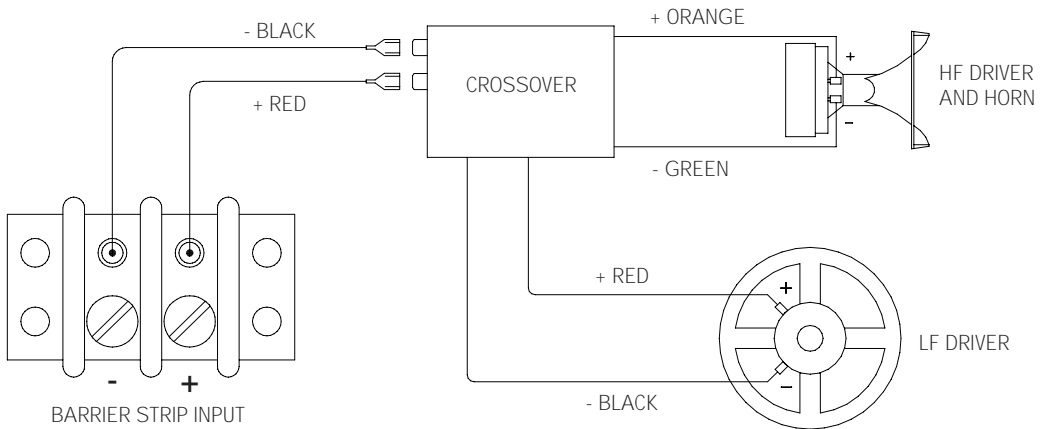 - BLACK
+ RED
CROSSOVER
+ ORANGE
+
-
- GREEN
HF DRIVER
AND HORN
+ RED
+
-
- BLACK
LF DRIVER
- +
BARRIER STRIP INPUT